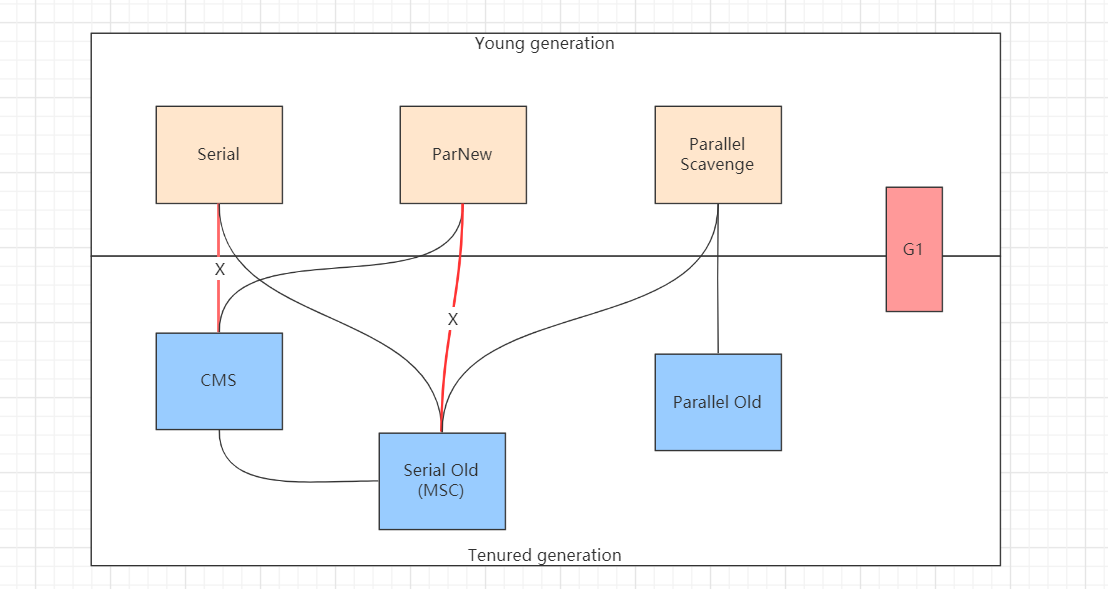 Young generation
Serial
ParNew
Parallel
Scavenge
G1
X
X
CMS
Parallel Old
Serial Old
(MSC)
Tenured generation